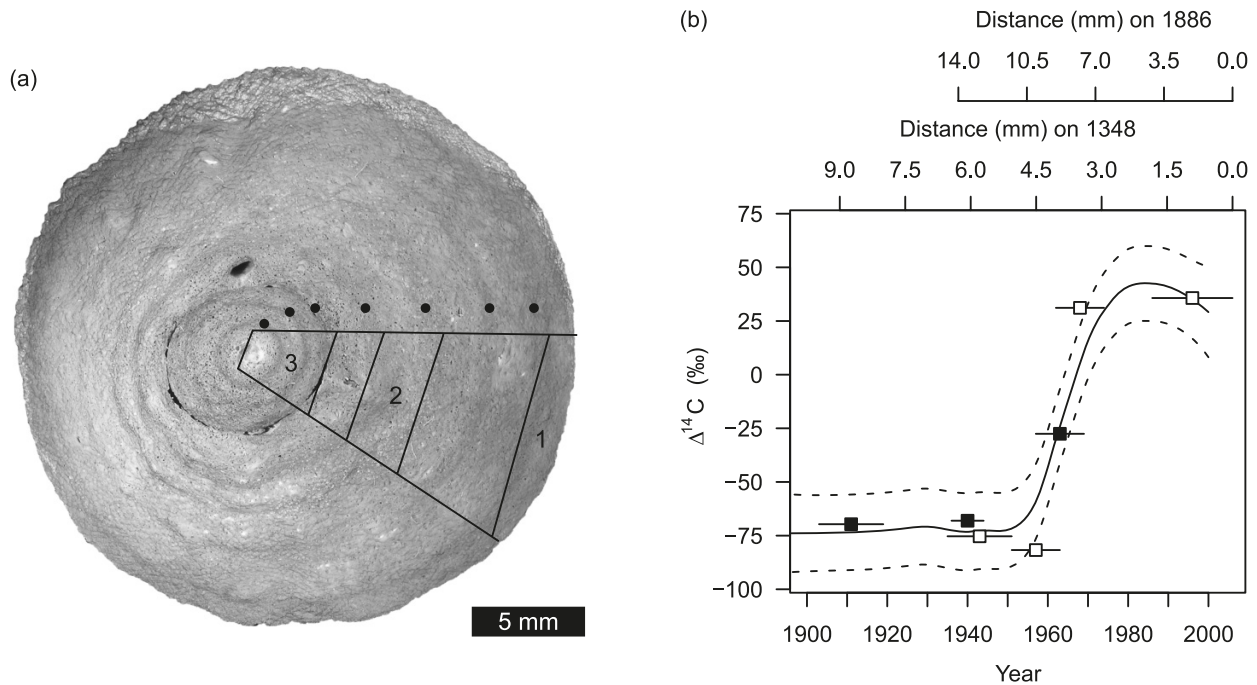 (a)
3
2
1
5 mm
(b)
Distance (mm) on 1886
14.0 10.5 7.0 3.5 0.0
Distance (mm) on 1348
9.0 7.5 6.0 4.5 3.0 1.5 0.0
75
50
25
0
−25
−50
−75
−100
Δ¹⁴C (‰)
1900 1920 1940 1960 1980 2000
Year